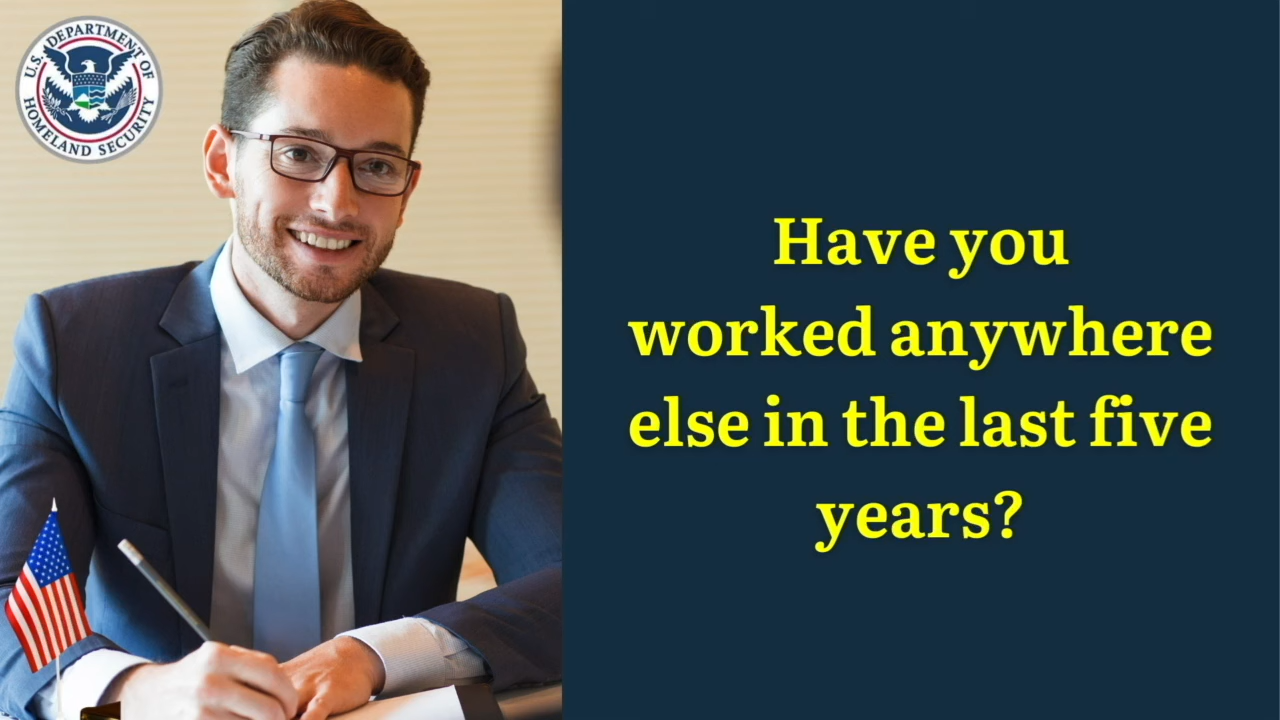 U.S. DEPARTMENT OF
HOMELAND SECURITY
Have you
worked anywhere
else in the last five
years?